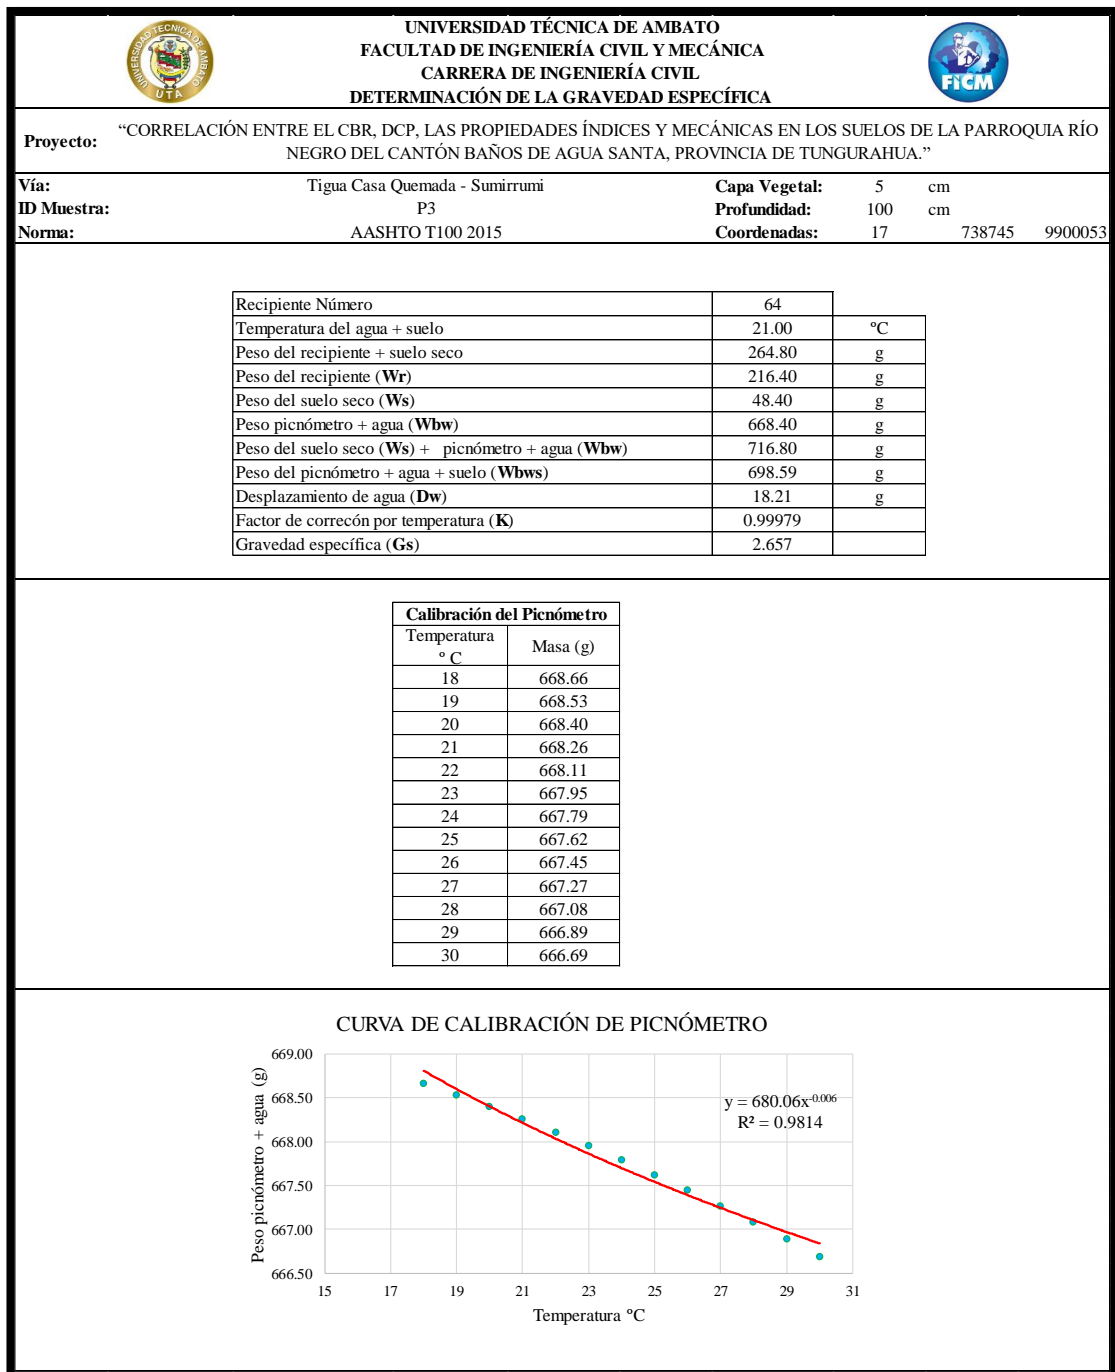 UNIVERSIDAD TÉCNICA DE AMBATO
FACULTAD DE INGENIERÍA CIVIL Y MECÁNICA
CARRERA DE INGENIERÍA CIVIL
DETERMINACIÓN DE LA GRAVEDAD ESPECÍFICA
UNIVERSIDAD TECNICA DE AMBATO
UTA
FICM
Proyecto: “CORRELACIÓN ENTRE EL CBR, DCP, LAS PROPIEDADES ÍNDICES Y MECÁNICAS EN LOS SUELOS DE LA PARROQUIA RÍO
NEGRO DEL CANTÓN BAÑOS DE AGUA SANTA, PROVINCIA DE TUNGURAHUA.”
Vía: Tigua Casa Quemada - Sumirrumi Capa Vegetal: 5 cm
ID Muestra: P3 Profundidad: 100 cm
Norma: AASHTO T100 2015 Coordenadas: 17 738745 9900053
Recipiente Número 64
Temperatura del agua + suelo 21.00 ºC
Peso del recipiente + suelo seco 264.80 g
Peso del recipiente (Wr) 216.40 g
Peso del suelo seco (Ws) 48.40 g
Peso picnómetro + agua (Wbw) 668.40 g
Peso del suelo seco (Ws) + picnómetro + agua (Wbw) 716.80 g
Peso del picnómetro + agua + suelo (Wbws) 698.59 g
Desplazamiento de agua (Dw) 18.21 g
Factor de correcón por temperatura (K) 0.99979
Gravedad específica (Gs) 2.657
Calibración del Picnómetro
Temperatura
º C
Masa (g)
18 668.66
19 668.53
20 668.40
21 668.26
22 668.11
23 667.95
24 667.79
25 667.62
26 667.45
27 667.27
28 667.08
29 666.89
30 666.69
CURVA DE CALIBRACIÓN DE PICNÓMETRO
Peso picnómetro + agua (g)
669.00
668.50
668.00
667.50
667.00
666.50
y = 680.06x-0.006
R² = 0.9814
15 17 19 21 23 25 27 29 31
Temperatura ºC